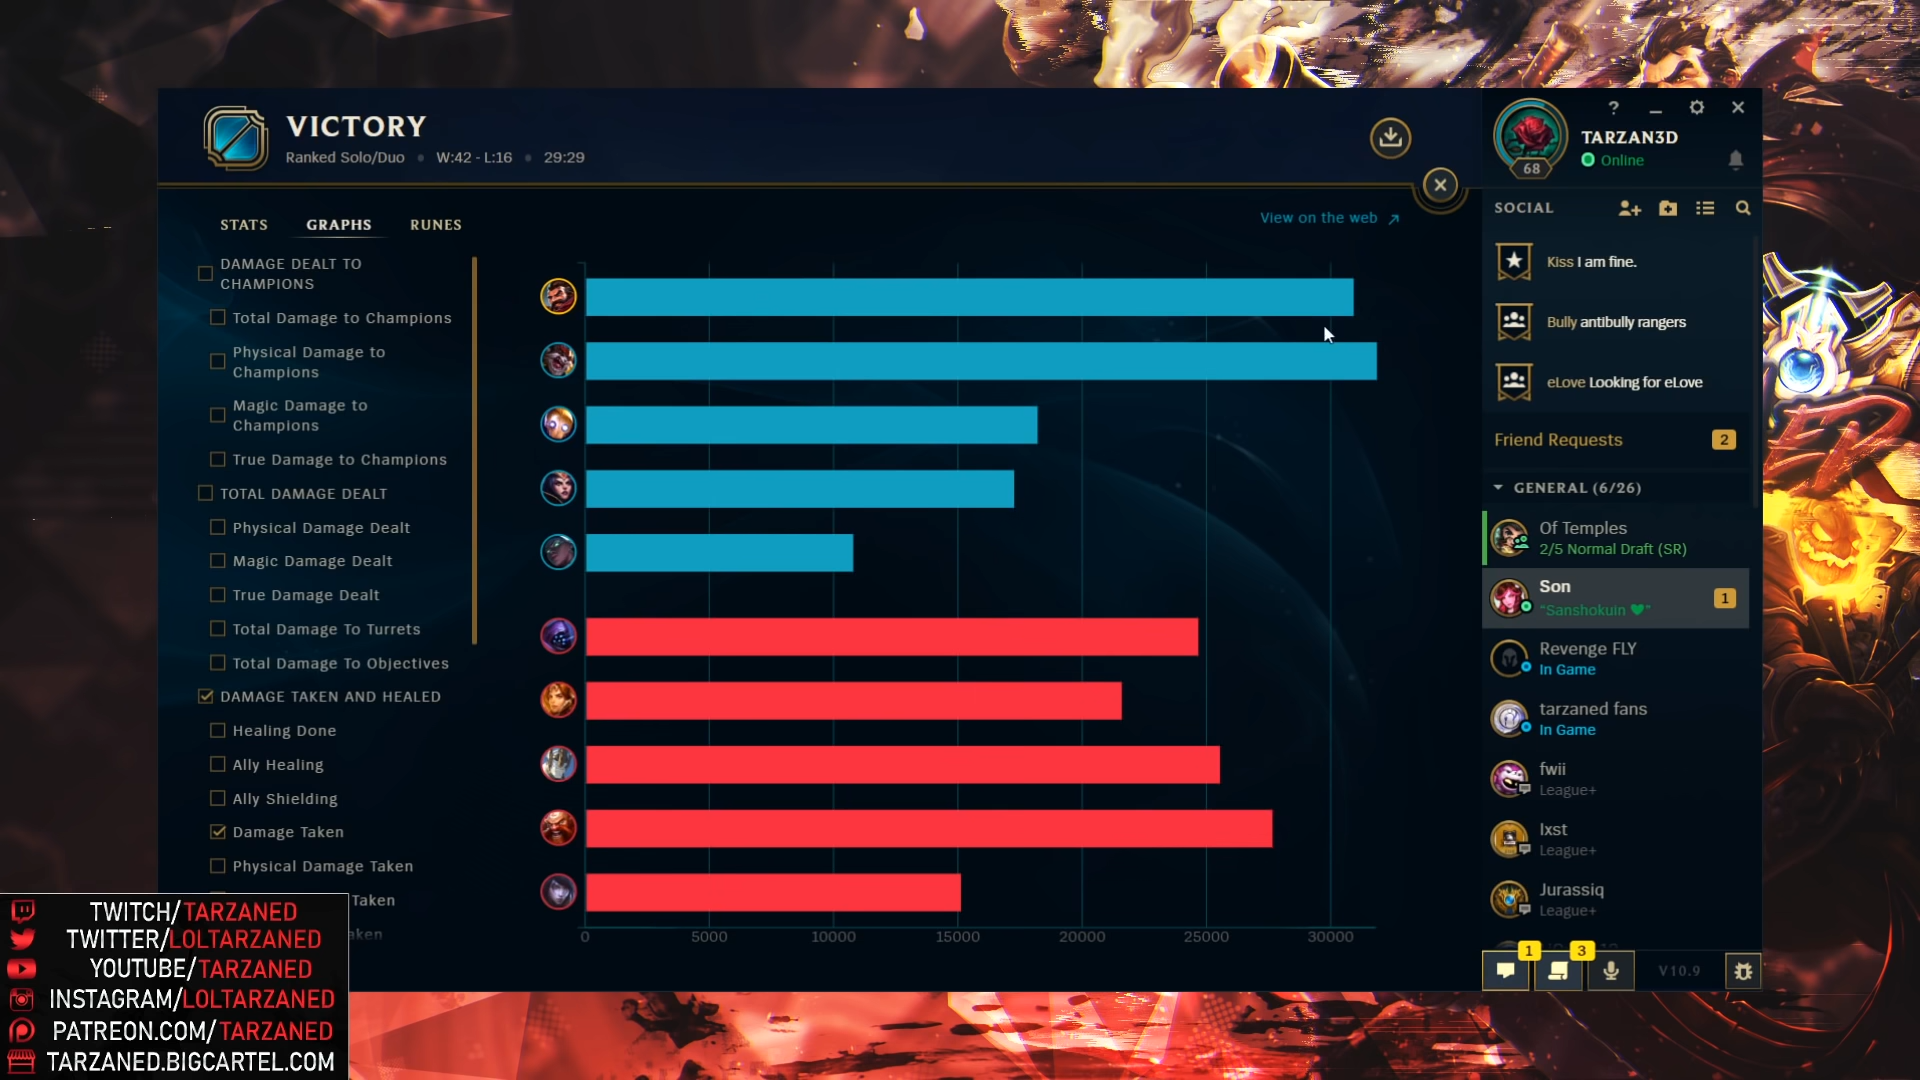 VICTORY
Ranked Solo/Duo • W:42 - L:16 • 29:29
STATS GRAPHS RUNES
View on the web
DAMAGE DEALT TO
CHAMPIONS
Total Damage to Champions
Physical Damage to
Champions
Magic Damage to
Champions
True Damage to Champions
TOTAL DAMAGE DEALT
Physical Damage Dealt
Magic Damage Dealt
True Damage Dealt
Total Damage To Turrets
Total Damage To Objectives
DAMAGE TAKEN AND HEALED
Healing Done
Ally Healing
Ally Shielding
Damage Taken
Physical Damage Taken
Taken
aken
0 5000 10000 15000 20000 25000 30000
?
TARZAN3D
Online
68
SOCIAL
Kiss I am fine.
Bully antibully rangers
eLove Looking for eLove
Friend Requests 2
GENERAL (6/26)
Of Temples
2/5 Normal Draft (SR)
Son
"Sanshokuin ♥"
1
Revenge FLY
In Game
tarzaned fans
In Game
fwii
League+
lxst
League+
Jurassiq
League+
1 3
V10.9
TWITCH/TARZANED
TWITTER/LOLTARZANED
YOUTUBE/TARZANED
INSTAGRAM/LOLTARZANED
PATREON.COM/TARZANED
TARZANED.BIGCARTEL.COM